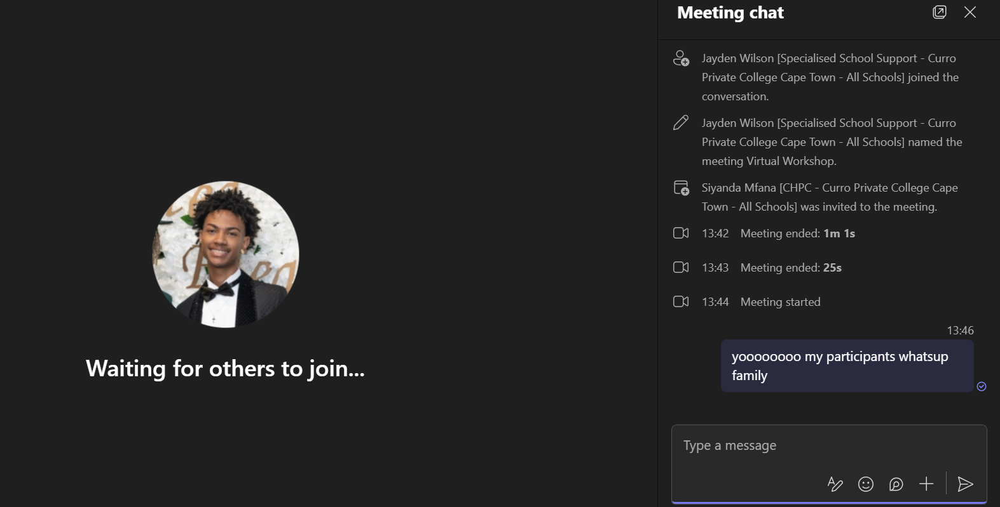 Meeting chat
Jayden Wilson [Specialised School Support - Curro
Private College Cape Town - All Schools] joined the
conversation.
Jayden Wilson [Specialised School Support - Curro
Private College Cape Town - All Schools] named the
meeting Virtual Workshop.
Siyanda Mfana [CHPC - Curro Private College Cape
Town - All Schools] was invited to the meeting.
13:42 Meeting ended: 1m 1s
13:43 Meeting ended: 25s
13:44 Meeting started
13:46
yoooooooo my participants whatsup
family
Type a message
Waiting for others to join...